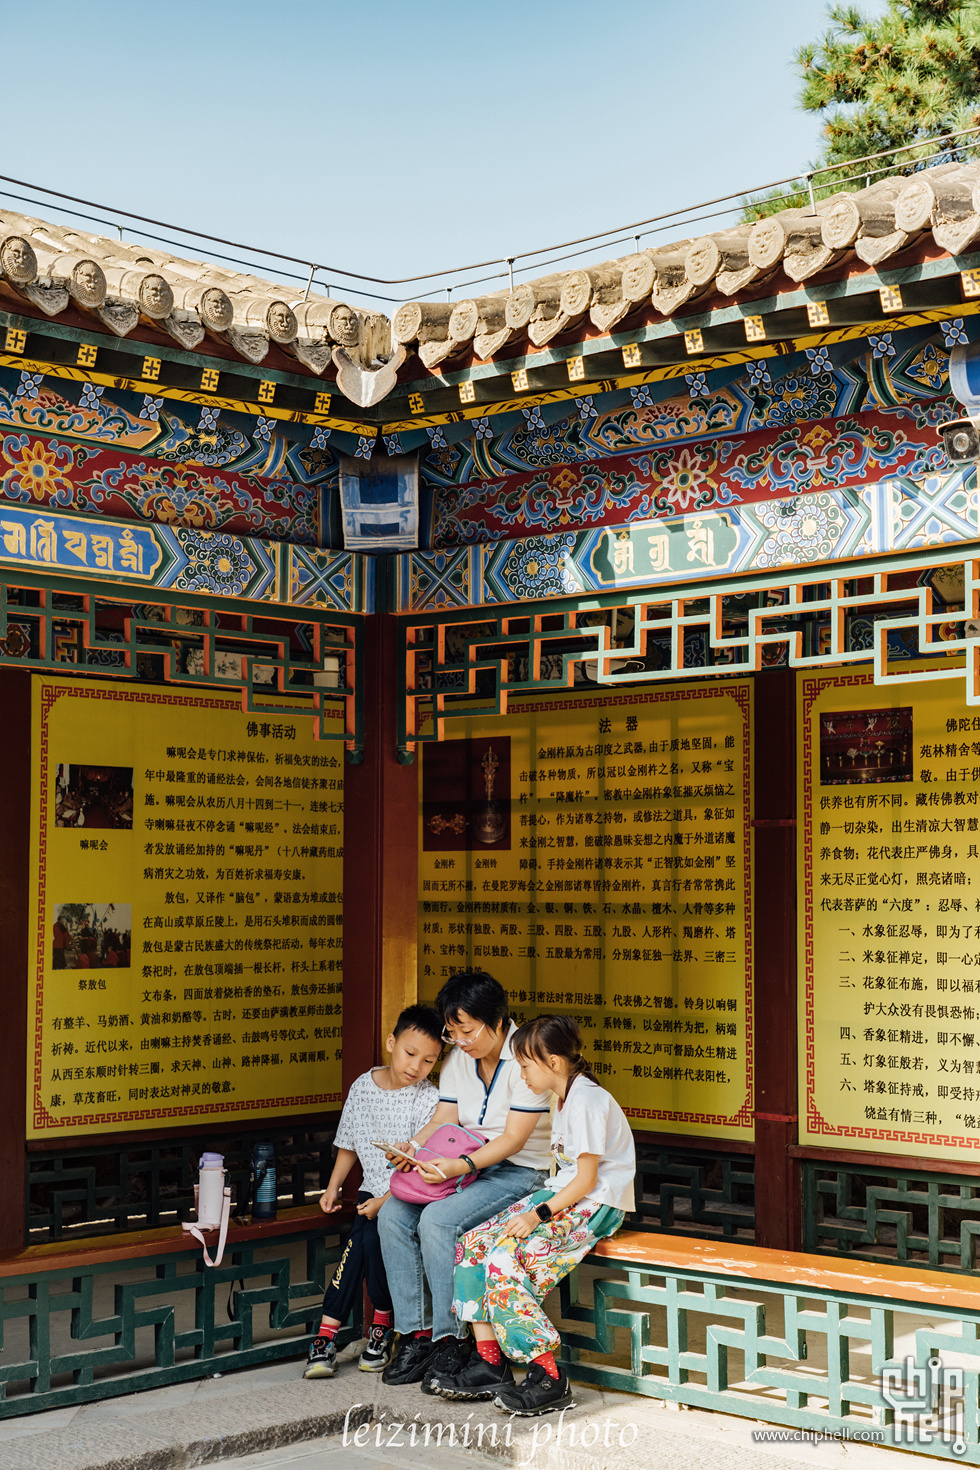 佛事活动
嘛呢会是专门求神保佑，祈福免灾的法会，
年中最隆重的诵经法会，会同各地信徒齐聚召庙
施。嘛呢会从农历八月十四到二十一，连续七天
寺喇嘛昼夜不停念诵“嘛呢经”。法会结束后，
者发放诵经加持的“嘛呢丹”（十八种藏药组成
病消灾之功效，为百姓祈求福寿安康。
嘛呢会
敖包，又译作“脑包”，蒙语意为堆或鼓包
在高山或草原丘陵上，是用石头堆积而成的圆锥
敖包是蒙古民族盛大的传统祭祀活动，每年农历
祭祀时，在敖包顶端插一根长杆，杆头上系着牲
文布条，四面放着烧柏香的垫石，敖包旁还插满
祭敖包
有整羊、马奶酒、黄油和奶酪等。古时，还要由萨满教巫师击鼓念
祈祷。近代以来，由喇嘛主持焚香诵经、击鼓鸣号等仪式，牧民们
从西至东顺时针转三圈，求天神、山神、路神降福，风调雨顺，保
康，草茂畜旺，同时表达对神灵的敬意。
法 器
金刚杵原为古印度之武器，由于质地坚固，能
击破各种物质，所以冠以金刚杵之名，又称“宝
杵”，“降魔杵”。密教中金刚杵象征摧灭烦恼之
菩提心，作为诸尊之持物，或修法之道具，象征如
来金刚之智慧，能破除愚昧妄想之内魔于外道诸魔
障碍。手持金刚杵诸尊表示其“正智犹如金刚”坚
金刚杵 金刚铃
固而无所不摧，在曼陀罗海会之金刚部诸尊皆持金刚杵，真言行者常常携此
物而行。金刚杵的材质有：金、银、铜、铁、石、水晶、檀木、人骨等多种
材质；形状有独股、两股、三股、四股、五股、九股、人形杵、羯磨杵、塔
杵、宝杵等，而以独股、三股、五股最为常用，分别象征独一法界、三密三
身、五智五佛等。
中修习密法时常用法器，代表佛之智德。铃身以响铜
字咒，系铃锤，以金刚杵为把，柄端
振摇铃所发之声可督励众生精进
用时，一般以金刚杵代表阳性，
佛陀住
苑林精舍等
敬。由于供
供养也有所不同。藏传佛教对
静一切杂染，出生清凉大智慧
养食物；花代表庄严佛身，具
来无尽正觉心灯，照亮诸暗；
代表菩萨的“六度”：忍辱、
一、水象征忍辱，即为了利
二、米象征禅定，即一心定
三、花象征布施，即以福利
护大众没有畏惧恐怖；
四、香象征精进，即不懈、
五、灯象征般若，义为智慧
六、塔象征持戒，即受持戒
饶益有情三种，“饶益
leizimini photo
chip
hell
www.chiphell.com